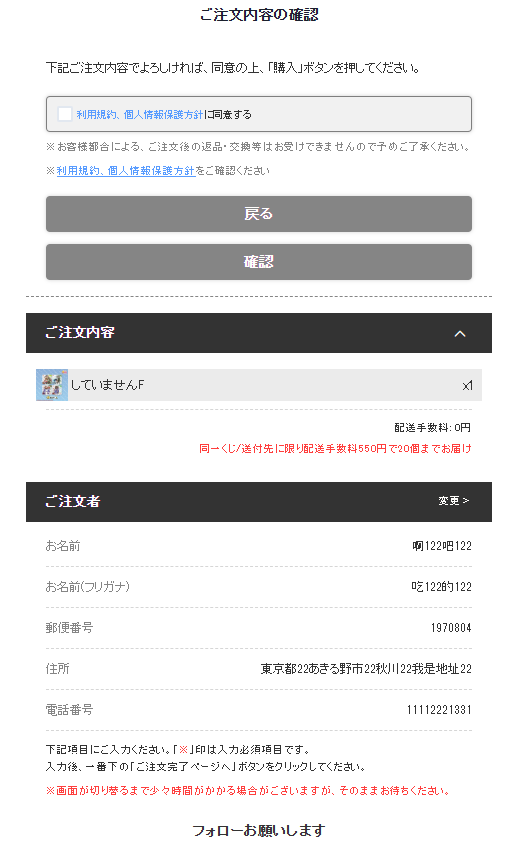 ご注文内容の確認
下記ご注文内容でよろしければ、同意の上、「購入」ボタンを押してください。
利用規約、個人情報保護方針に同意する
※お客様都合による、ご注文後の返品・交換等はお受けできませんので予めご了承ください。
※利用規約、個人情報保護方針をご確認ください
戻る
確認
ご注文内容
していませんF x1
配送手数料: 0円
同一くじ/送付先に限り配送手数料550円で20個までお届け
ご注文者 変更 >
お名前 啊122吧122
お名前(フリガナ) 吃122的122
郵便番号 1970804
住所 東京都22あきる野市22秋川22我是地址22
電話番号 11112221331
下記項目にご入力ください。「※」印は入力必須項目です。
入力後、一番下の「ご注文完了ページへ」ボタンをクリックしてください。
※画面が切り替るまで少々時間がかかる場合がございますが、そのままお待ちください。
フォローお願いします